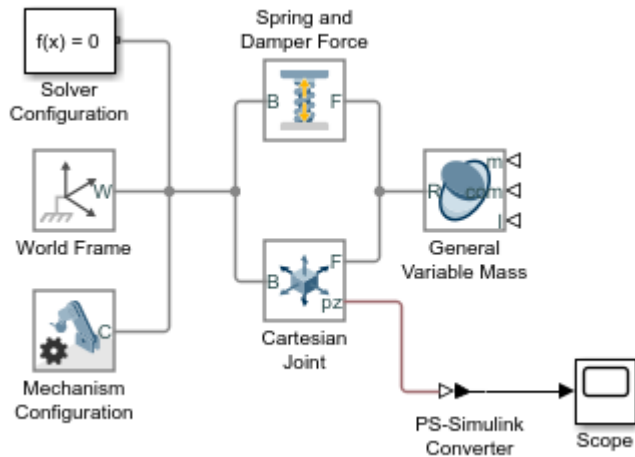 Spring and
Damper Force
f(x) = 0
Solver
Configuration
B
F
World Frame
W
R
m
com
I
General
Variable Mass
B
F
pz
Cartesian
Joint
C
Mechanism
Configuration
PS-Simulink
Converter
Scope